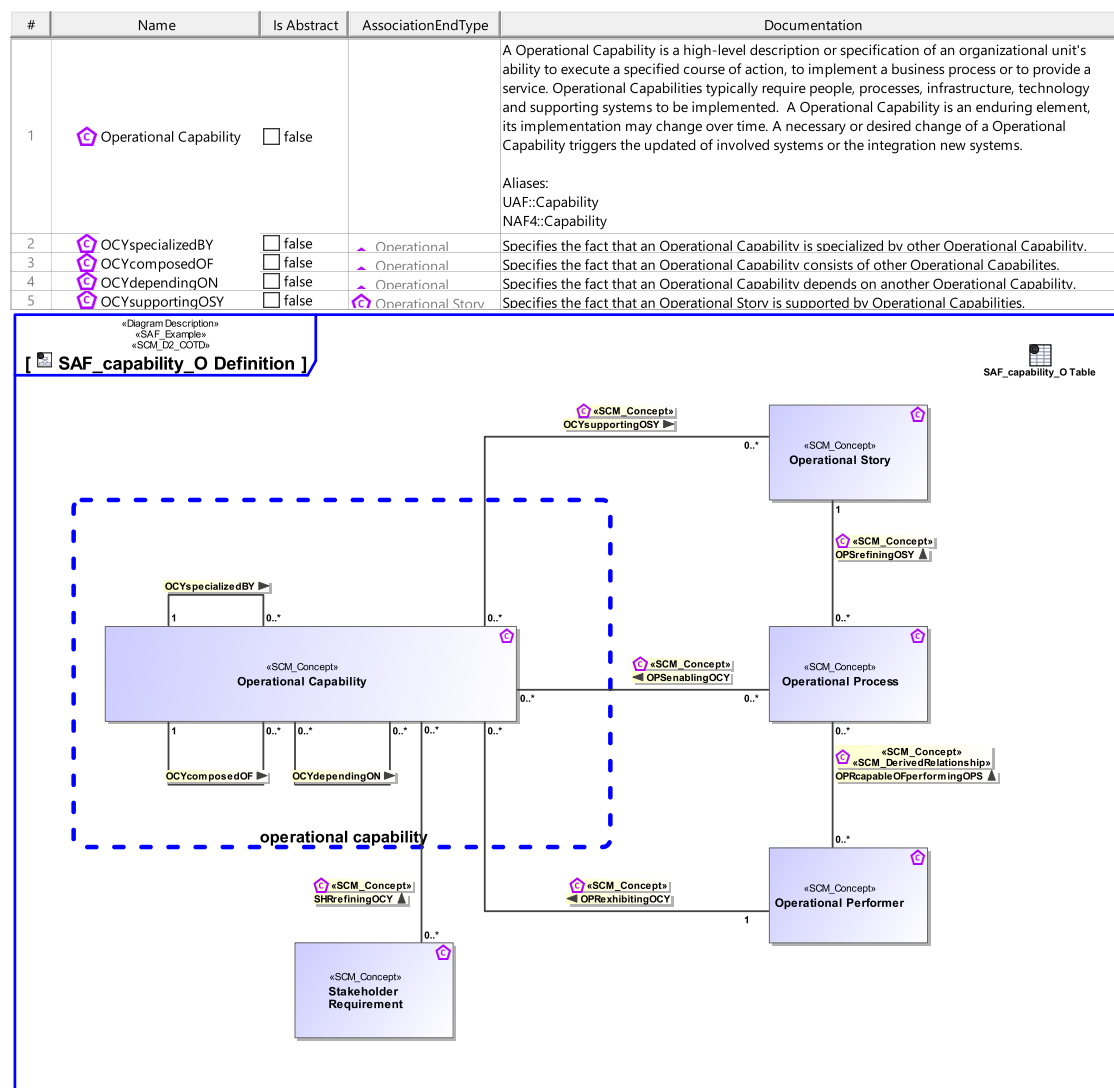 # Name Is Abstract AssociationEndType Documentation
A Operational Capability is a high-level description or specification of an organizational unit's
ability to execute a specified course of action, to implement a business process or to provide a
service. Operational Capabilities typically require people, processes, infrastructure, technology
and supporting systems to be implemented.  A Operational Capability is an enduring element,
1 C Operational Capability false its implementation may change over time. A necessary or desired change of a Operational
Capability triggers the updated of involved systems or the integration new systems.
Aliases:
UAF::Capability
NAF4::Capability
2 C OCYspecializedBY false Operational Specifies the fact that an Operational Capability is specialized by other Operational Capability.
3 C OCYcomposedOF false Operational Specifies the fact that an Operational Capability consists of other Operational Capabilites.
4 C OCYdependingON false Operational Specifies the fact that an Operational Capability depends on another Operational Capability.
5 C OCYsupportingOSY false C Operational Story Specifies the fact that an Operational Story is supported by Operational Capabilities.
«Diagram Description»
«SAF_Example»
«SCM_D2_COTD»
[ SAF_capability_O Definition ]
SAF_capability_O Table
C «SCM_Concept»
OCYsupportingOSY
0..*
C
«SCM_Concept»
Operational Story
1
C «SCM_Concept»
OPSrefiningOSY
OCYspecializedBY
1 0..* 0..* 0..*
C
«SCM_Concept»
Operational Capability
0..*
C «SCM_Concept»
OPSenablingOCY
0..*
C
«SCM_Concept»
Operational Process
1 0..* 0..* 0..* 0..* 0..* 0..*
OCYcomposedOF OCYdependingON
C «SCM_Concept»
«SCM_DerivedRelationship»
OPRcapableOFperformingOPS
operational capability
0..*
C
«SCM_Concept»
Operational Performer
C «SCM_Concept»
SHRrefiningOCY
C «SCM_Concept»
OPRexhibitingOCY
1
0..*
C
«SCM_Concept»
Stakeholder
Requirement